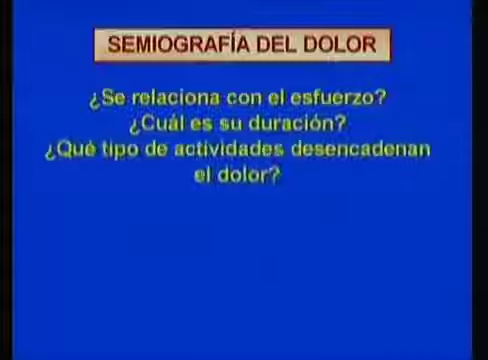 SEMIOGRAFÍA DEL DOLOR
¿Se relaciona con el esfuerzo?
¿Cuál es su duración?
¿Qué tipo de actividades desencadenan
el dolor?